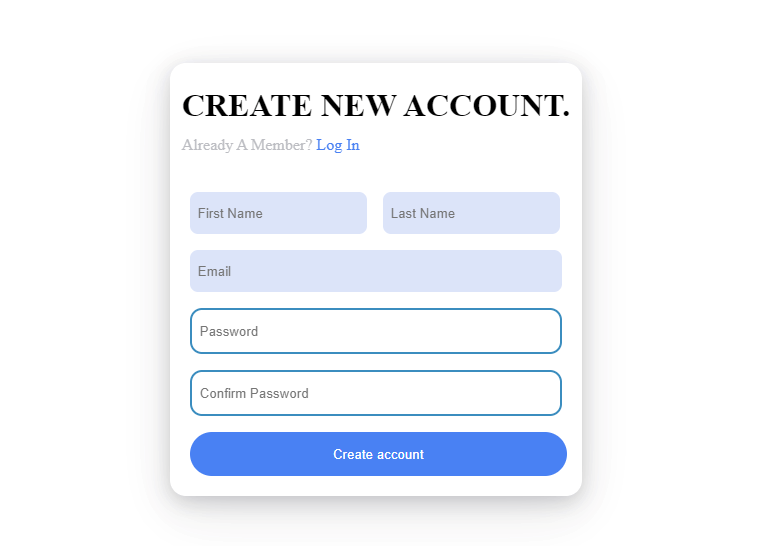 CREATE NEW ACCOUNT.
Already A Member? Log In
First Name Last Name
Email
Password
Confirm Password
Create account